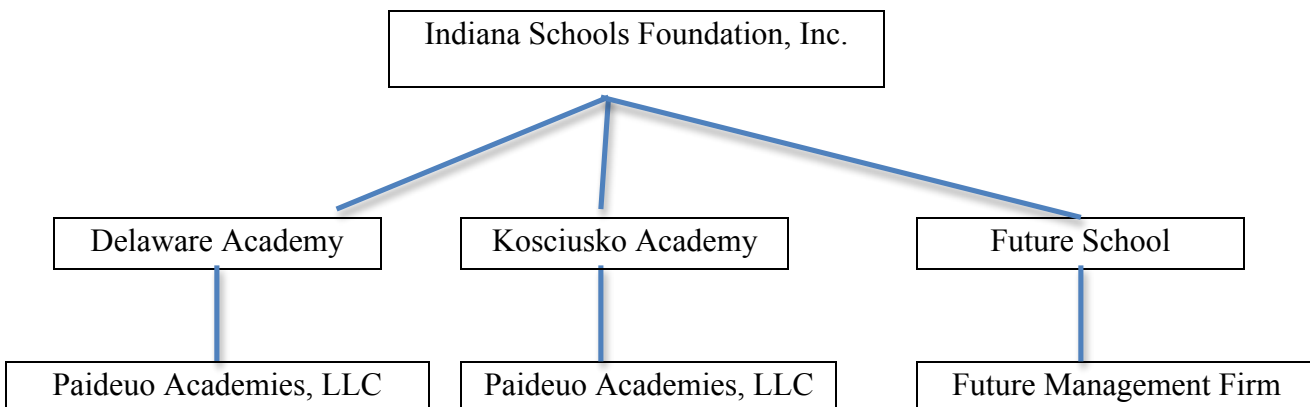 Indiana Schools Foundation, Inc.
Delaware Academy
Kosciusko Academy
Future School
Paideuo Academies, LLC
Paideuo Academies, LLC
Future Management Firm